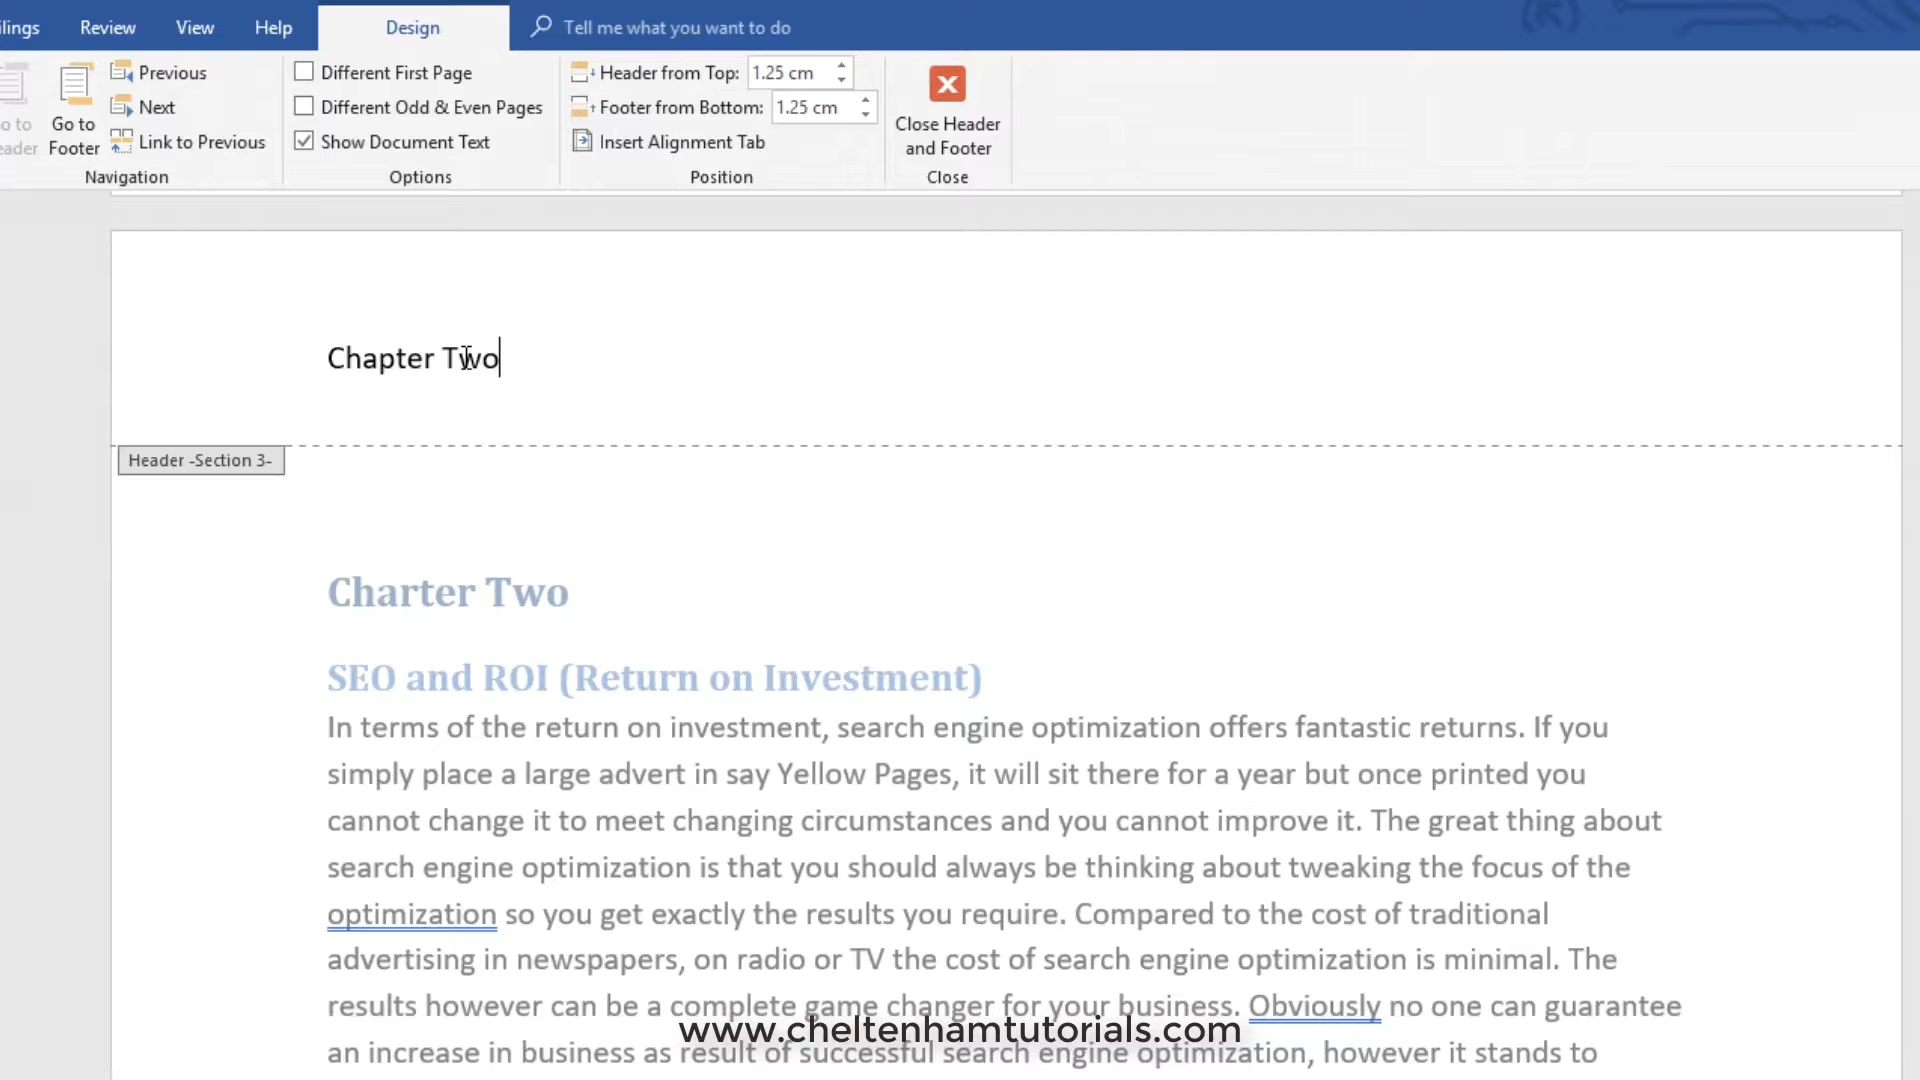 ilings Review View Help Design Tell me what you want to do
Previous Different First Page Header from Top: 1.25 cm
Next Different Odd & Even Pages Footer from Bottom: 1.25 cm
o to Go to Close Header
eader Footer Link to Previous Show Document Text Insert Alignment Tab and Footer
Navigation Options Position Close
Chapter Two
Header -Section 3-
Charter Two
SEO and ROI (Return on Investment)
In terms of the return on investment, search engine optimization offers fantastic returns. If you
simply place a large advert in say Yellow Pages, it will sit there for a year but once printed you
cannot change it to meet changing circumstances and you cannot improve it. The great thing about
search engine optimization is that you should always be thinking about tweaking the focus of the
optimization so you get exactly the results you require. Compared to the cost of traditional
advertising in newspapers, on radio or TV the cost of search engine optimization is minimal. The
results however can be a complete game changer for your business. Obviously no one can guarantee
www.cheltenhamtutorials.com
an increase in business as result of successful search engine optimization, however it stands to